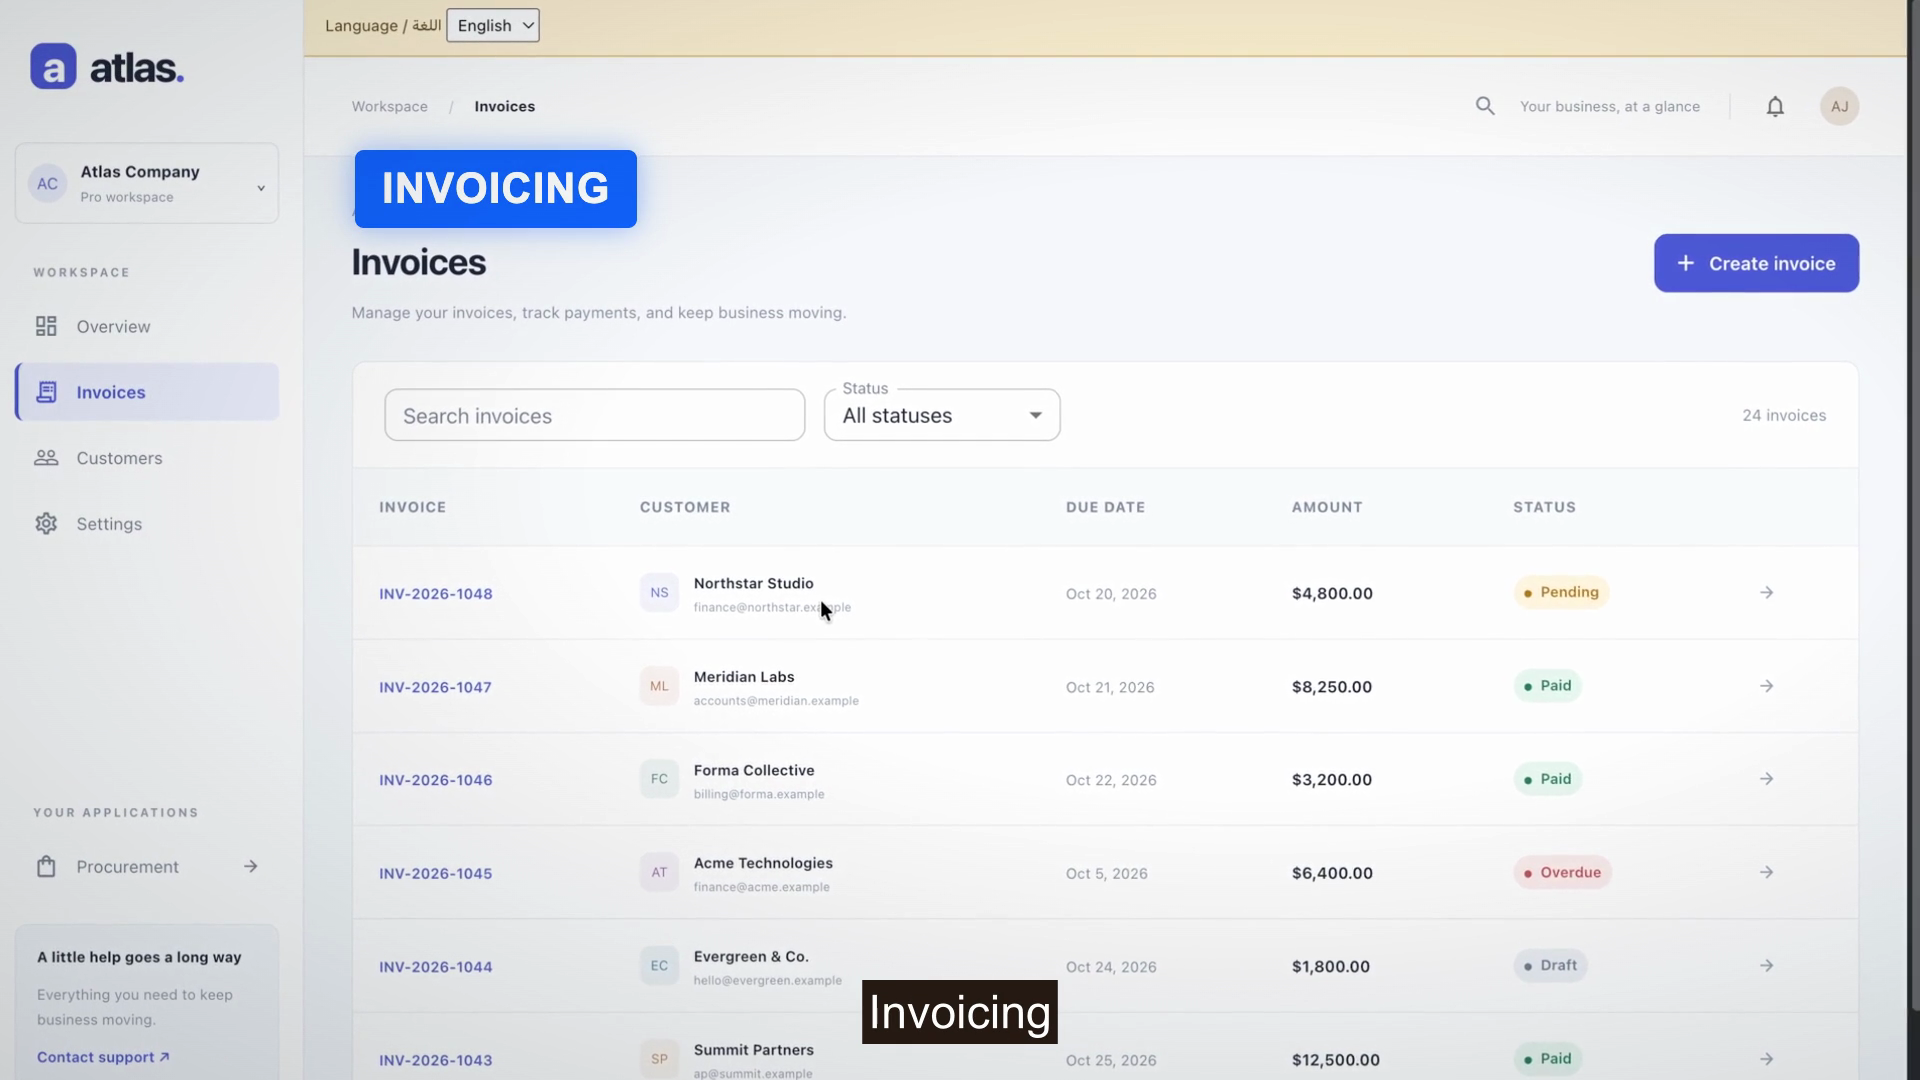 Language / اللغة English
atlas.
Workspace / Invoices
Your business, at a glance
AJ
AC
Atlas Company
Pro workspace
INVOICING
WORKSPACE
Overview
Invoices
Customers
Settings
YOUR APPLICATIONS
Procurement
A little help goes a long way
Everything you need to keep
business moving.
Contact support ↗
Invoices
+ Create invoice
Manage your invoices, track payments, and keep business moving.
Search invoices
Status
All statuses
24 invoices
INVOICE CUSTOMER DUE DATE AMOUNT STATUS
INV-2026-1048 NS Northstar Studio Oct 20, 2026 $4,800.00 Pending
finance@northstar.example
INV-2026-1047 ML Meridian Labs Oct 21, 2026 $8,250.00 Paid
accounts@meridian.example
INV-2026-1046 FC Forma Collective Oct 22, 2026 $3,200.00 Paid
billing@forma.example
INV-2026-1045 AT Acme Technologies Oct 5, 2026 $6,400.00 Overdue
finance@acme.example
INV-2026-1044 EC Evergreen & Co. Oct 24, 2026 $1,800.00 Draft
hello@evergreen.example
INV-2026-1043 SP Summit Partners Oct 25, 2026 $12,500.00 Paid
ap@summit.example
Invoicing